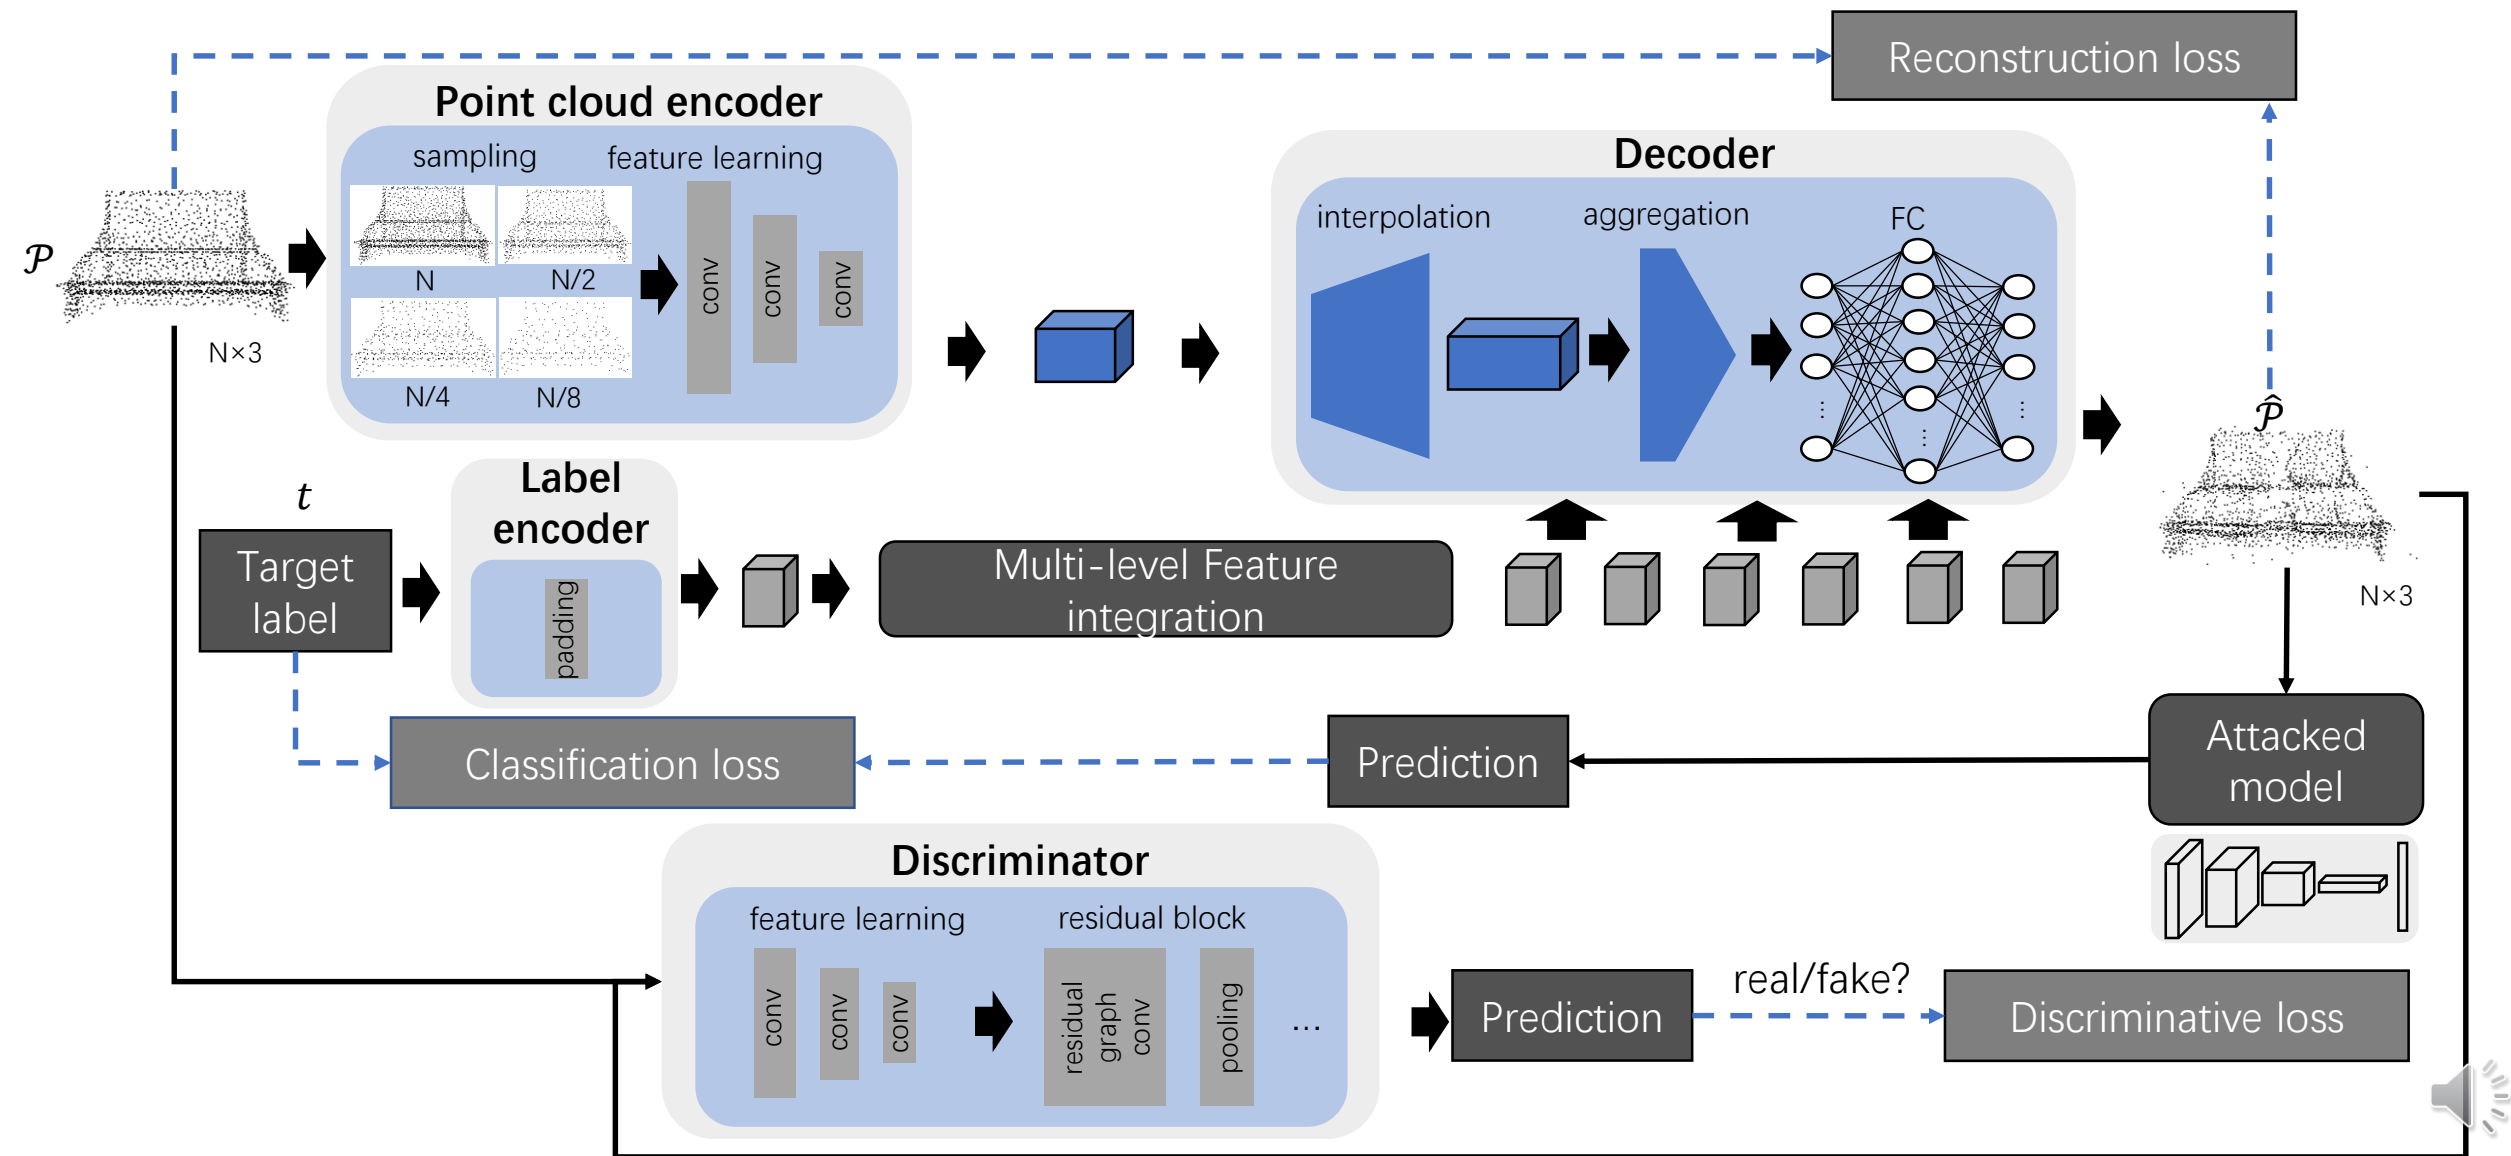 Reconstruction loss
Point cloud encoder
sampling
feature learning
N
N/2
N/4
N/8
conv
conv
conv
𝒫
N×3
Decoder
interpolation
aggregation
FC
...
...
...
𝒫̂
N×3
t
Target
label
Label
encoder
padding
Multi-level Feature
integration
Classification loss
Prediction
Attacked
model
Discriminator
feature learning
residual block
conv
conv
conv
residual
graph
conv
pooling
...
Prediction
real/fake?
Discriminative loss